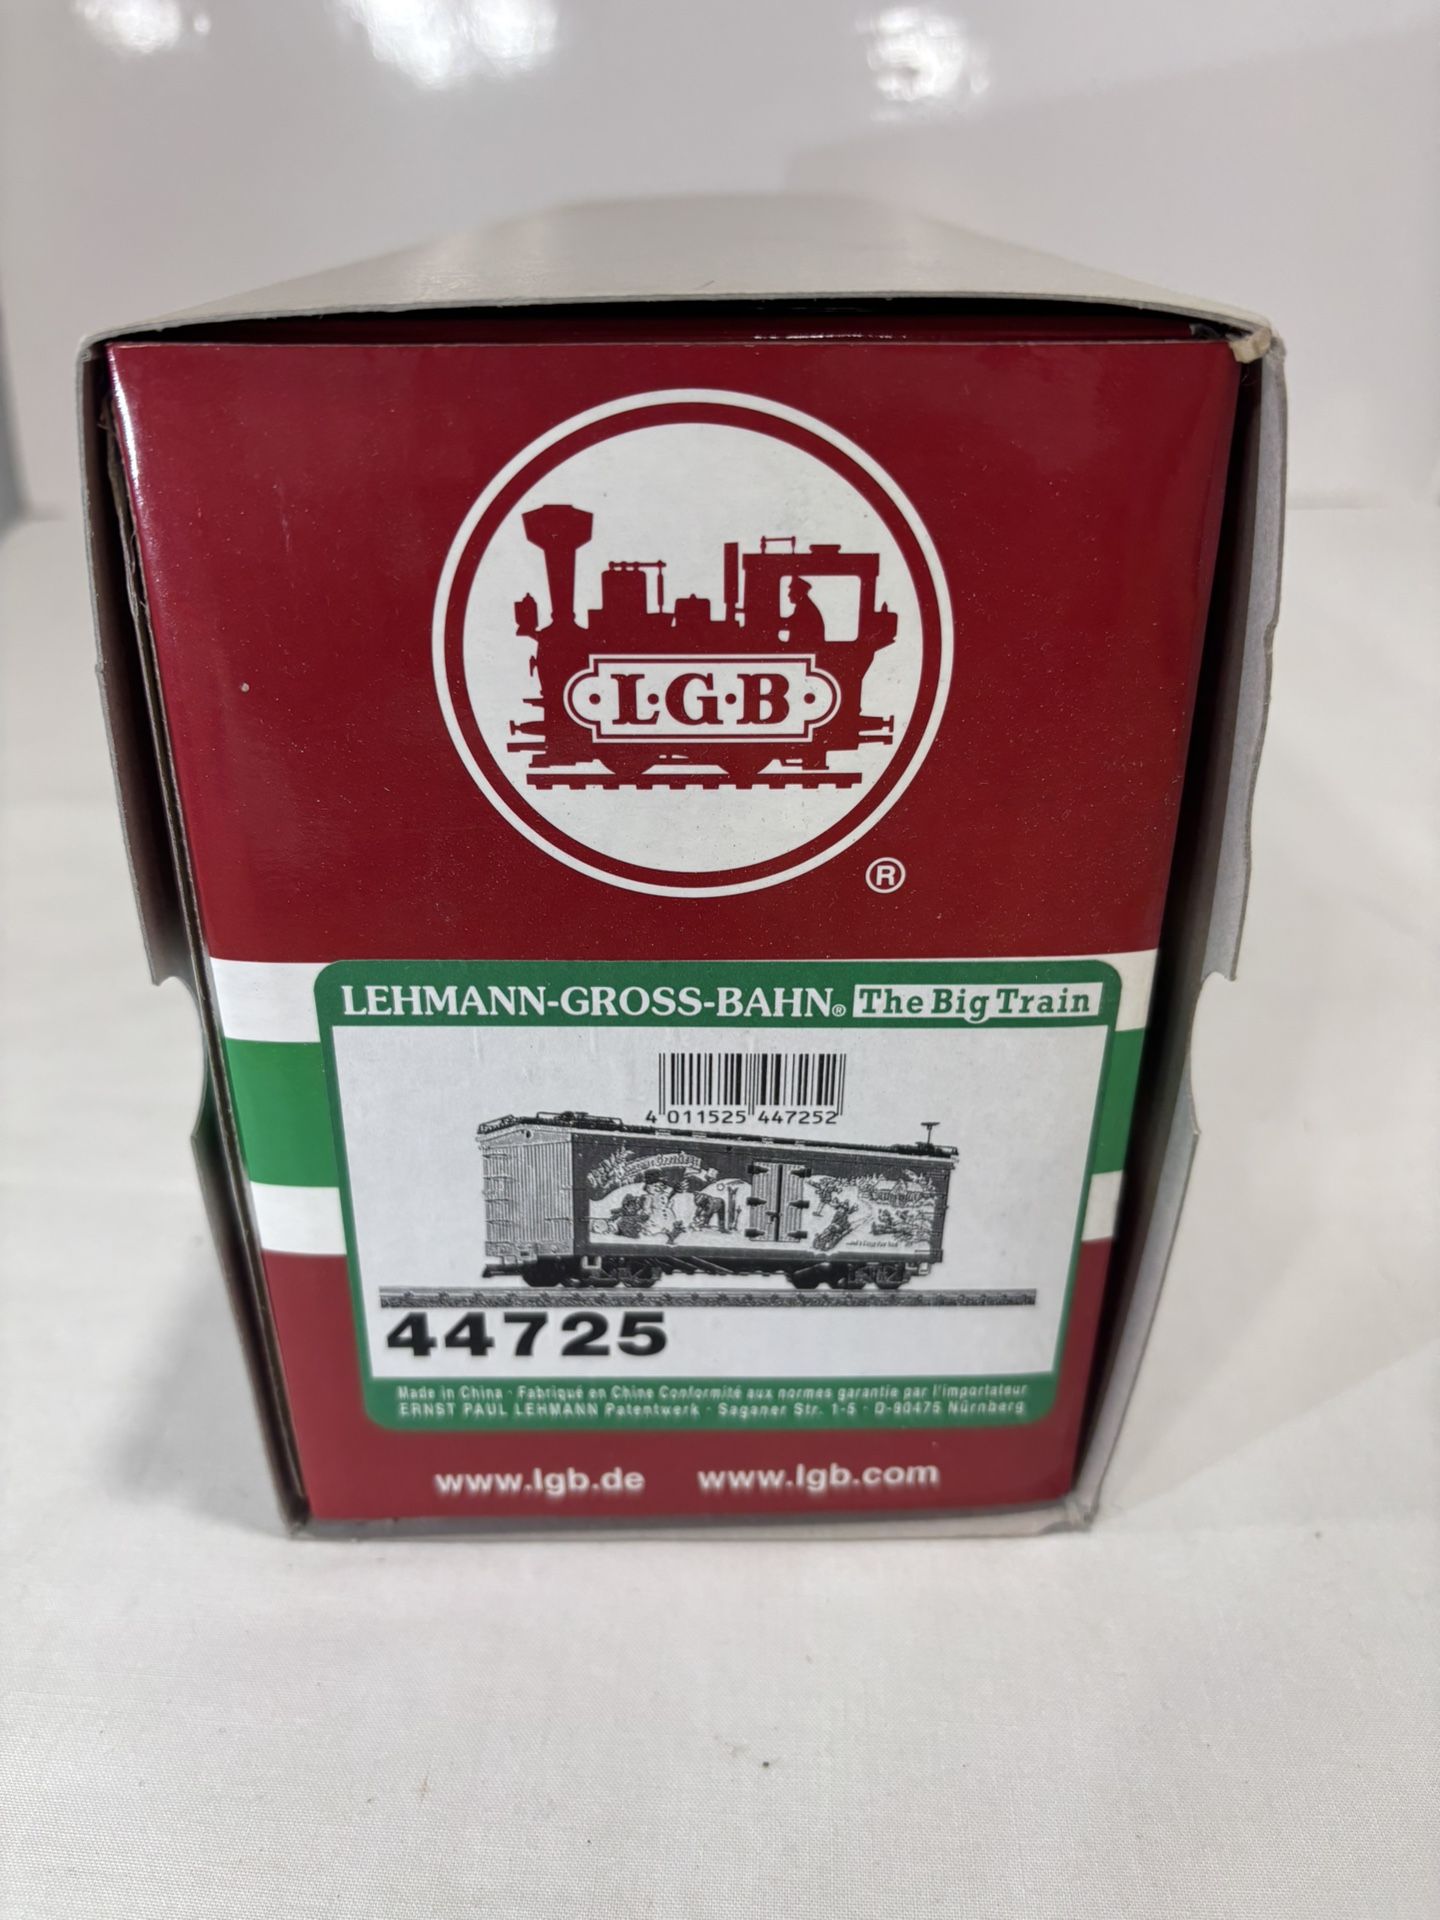 L·G·B
®
LEHMANN-GROSS-BAHN® The Big Train
4 011525 447252
44725
Made in China · Fabriqué en Chine Conformité aux normes garantie par l'importateur
ERNST PAUL LEHMANN Patentwerk · Saganer Str. 1-5 · D-90475 Nürnberg
www.lgb.de www.lgb.com